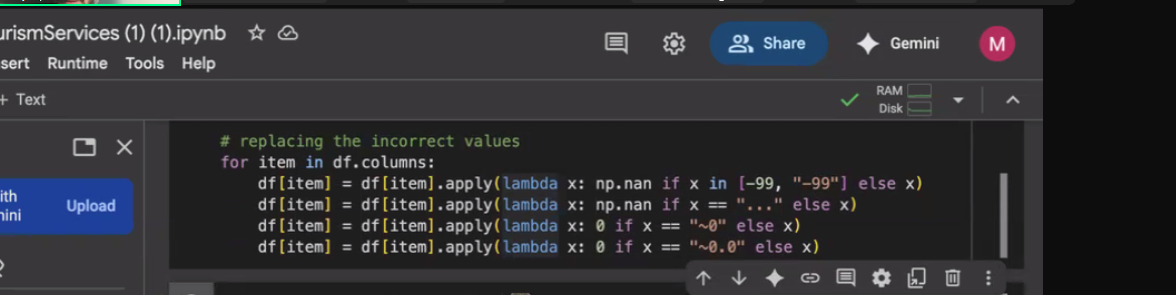 urismServices (1) (1).ipynb
Share
Gemini
M
sert Runtime Tools Help
+ Text
RAM
Disk
# replacing the incorrect values
for item in df.columns:
df[item] = df[item].apply(lambda x: np.nan if x in [-99, "-99"] else x)
df[item] = df[item].apply(lambda x: np.nan if x == "..." else x)
df[item] = df[item].apply(lambda x: 0 if x == "~0" else x)
df[item] = df[item].apply(lambda x: 0 if x == "~0.0" else x)
ith
nini
Upload
?